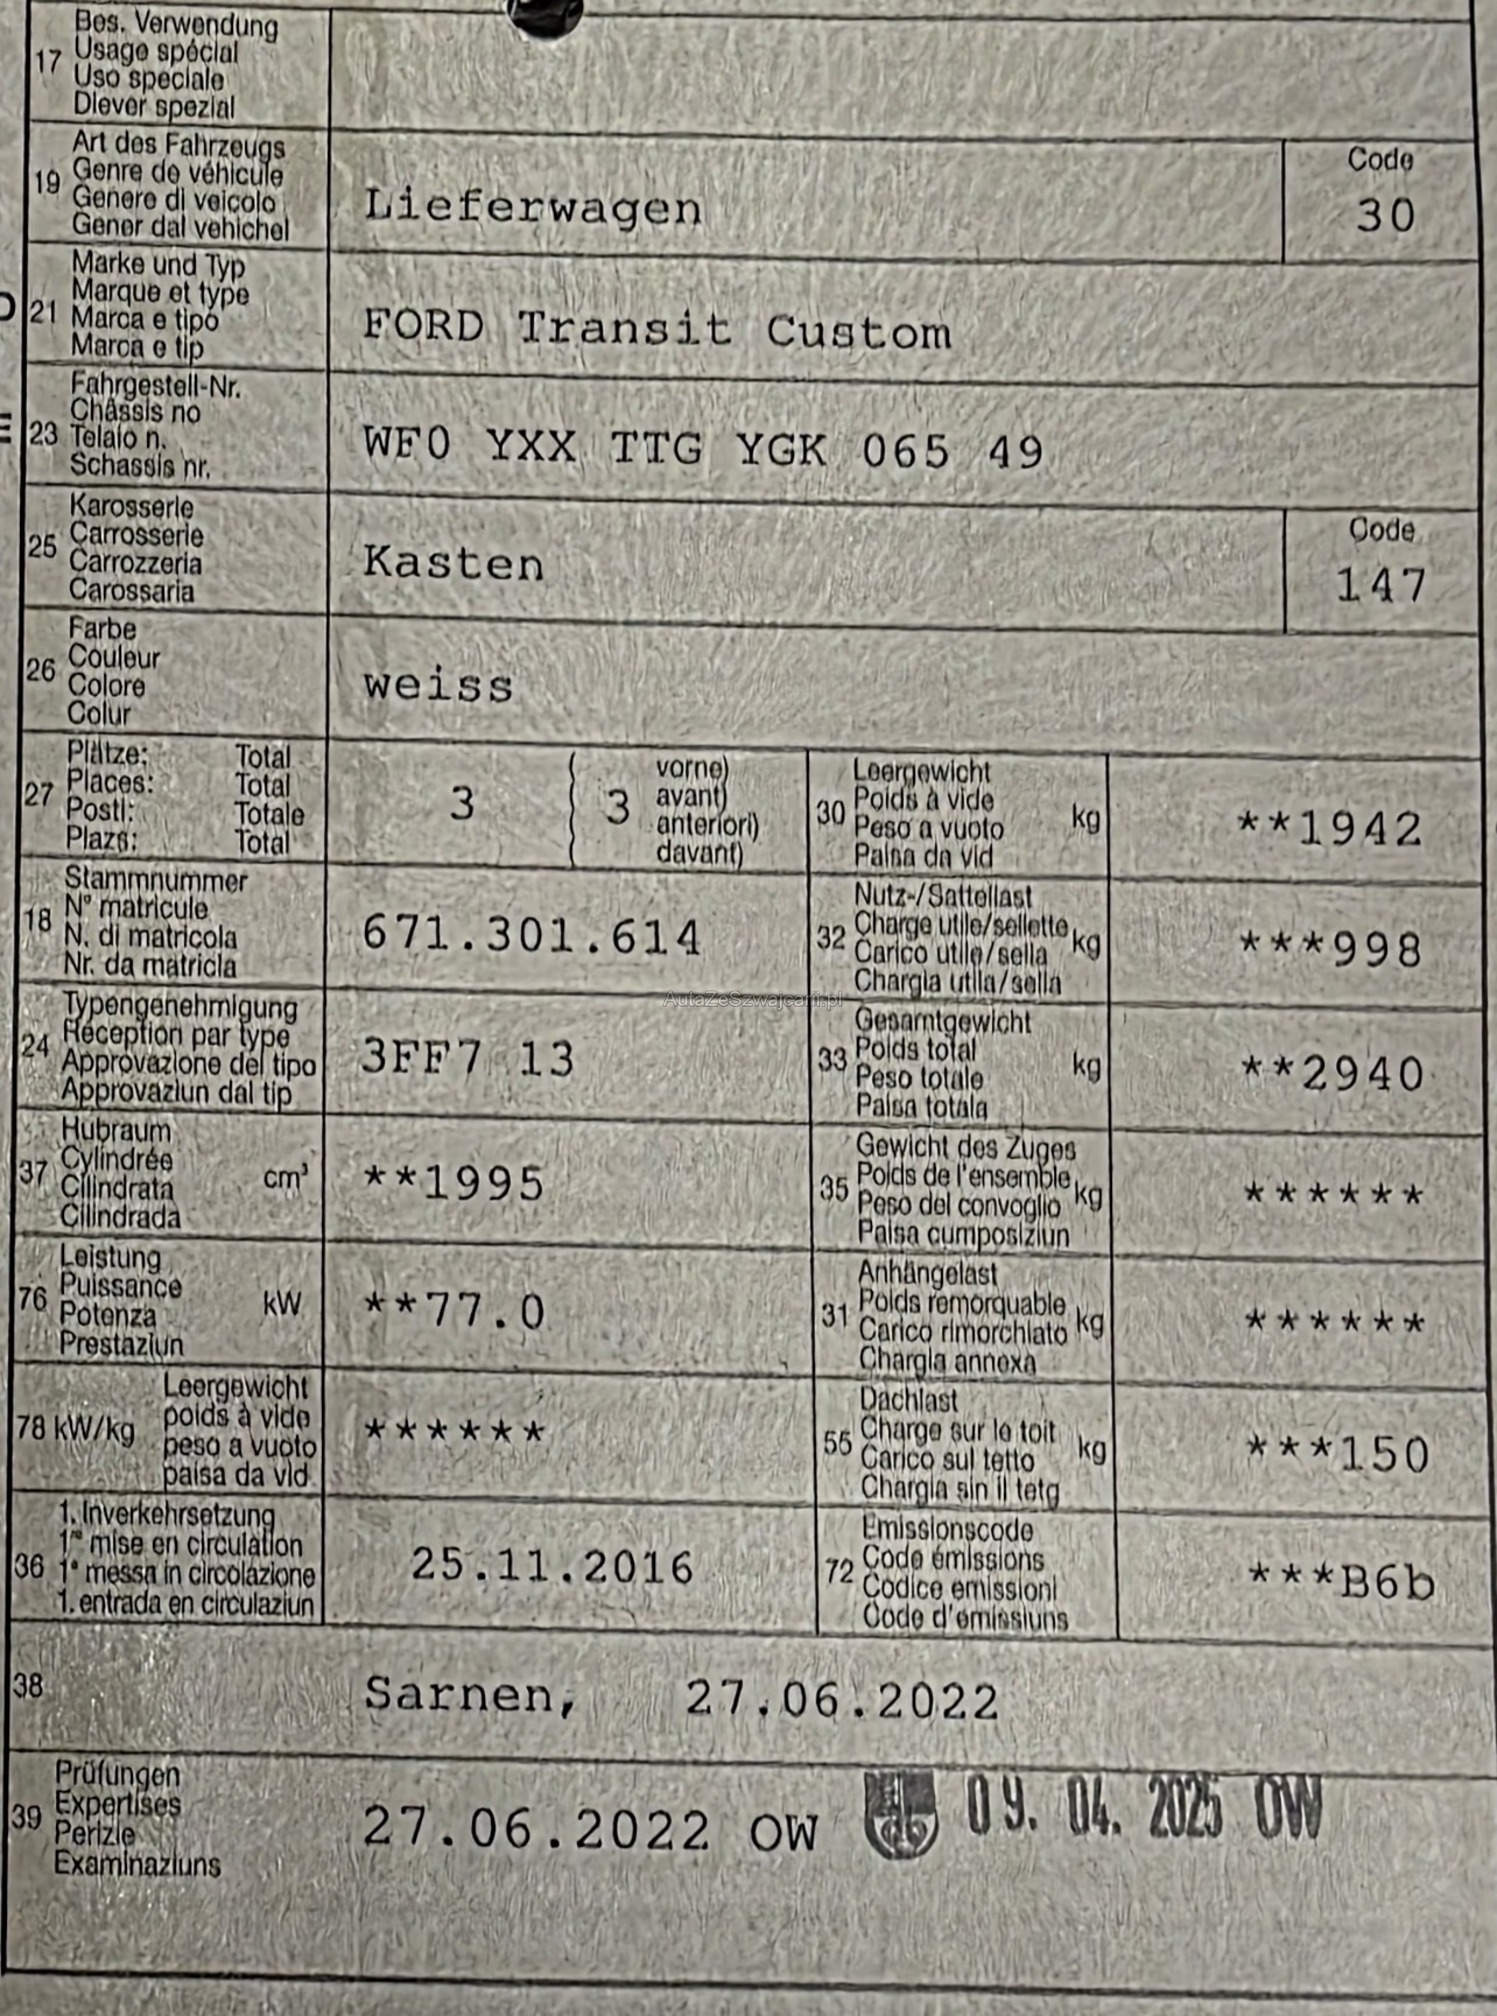 17 Bes. Verwendung
Usage spécial
Uso speciale
Diever spezial
19 Art des Fahrzeugs
Genre de véhicule
Genere di veicolo
Gener dal vehichel
Lieferwagen
Code
30
D
21 Marke und Typ
Marque et type
Marca e tipo
Marca e tip
FORD Transit Custom
E
23 Fahrgestell-Nr.
Châssis no
Telaio n.
Schassis nr.
WF0 YXX TTG YGK 065 49
25 Karosserie
Carrosserie
Carrozzeria
Carossaria
Kasten
Code
147
26 Farbe
Couleur
Colore
Colur
weiss
27 Plätze: Total
Places: Total
Posti: Totale
Plazs: Total
3 ( 3 vorne)
avant)
anteriori)
davant)
30 Leergewicht
Poids à vide
Peso a vuoto
Paisa da vid
kg
**1942
18 Stammnummer
N° matricule
N. di matricola
Nr. da matricla
671.301.614
32 Nutz-/Sattellast
Charge utile/sellette
Carico utile/sella
Chargia utila/sella
kg
***998
24 Typengenehmigung
Réception par type
Approvazione del tipo
Approvaziun dal tip
3FF7 13
AutaZeSzwajcarii.pl
33 Gesamtgewicht
Poids total
Peso totale
Paisa totala
kg
**2940
37 Hubraum
Cylindrée
Cilindrata
Cilindrada
cm³
**1995
35 Gewicht des Zuges
Poids de l'ensemble
Peso del convoglio
Paisa cumposiziun
kg
******
76 Leistung
Puissance
Potenza
Prestaziun
kW
**77.0
31 Anhängelast
Poids remorquable
Carico rimorchiato
Chargia annexa
kg
******
78 kW/kg Leergewicht
poids à vide
peso a vuoto
paisa da vid
******
55 Dachlast
Charge sur le toit
Carico sul tetto
Chargia sin il tetg
kg
***150
36 1. Inverkehrsetzung
1re mise en circulation
1a messa in circolazione
1. entrada en circulaziun
25.11.2016
72 Emissionscode
Code émissions
Codice emissioni
Code d'emissiuns
***B6b
38 Sarnen, 27.06.2022
39 Prüfungen
Expertises
Perizie
Examinaziuns
27.06.2022 OW 09. 04. 2025 OW